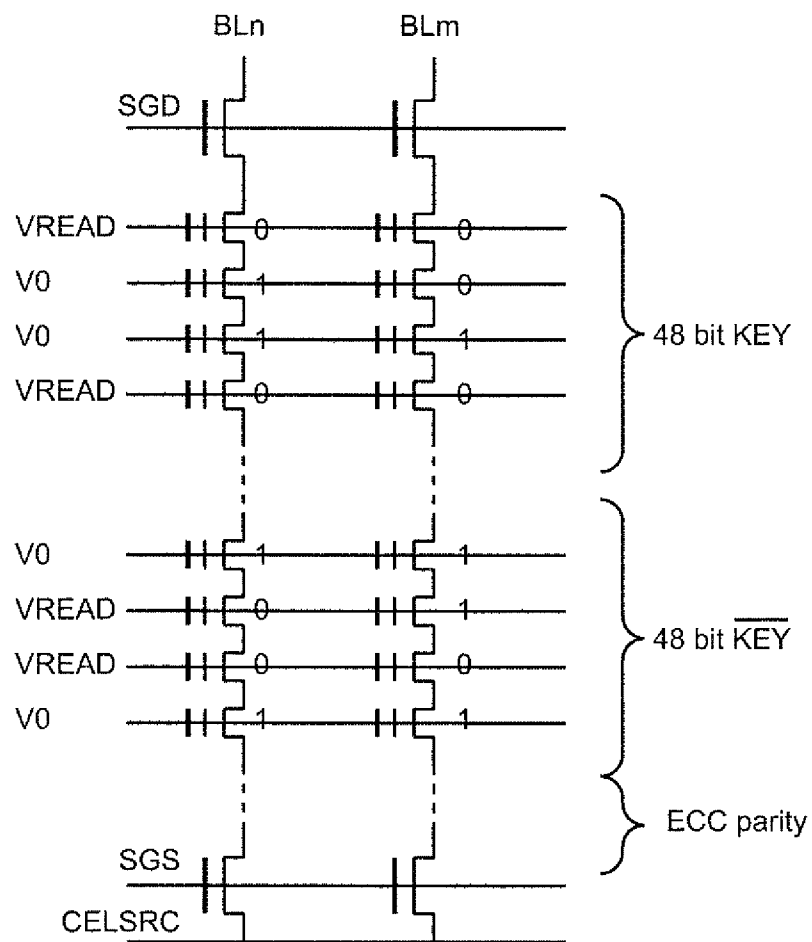 BLn BLm
SGD
VREAD 0 0
V0 1 0
V0 1 1
VREAD 0 0
48 bit KEY
V0 1 1
VREAD 0 1
VREAD 0 0
V0 1 1
48 bit K̅E̅Y̅
ECC parity
SGS
CELSRC